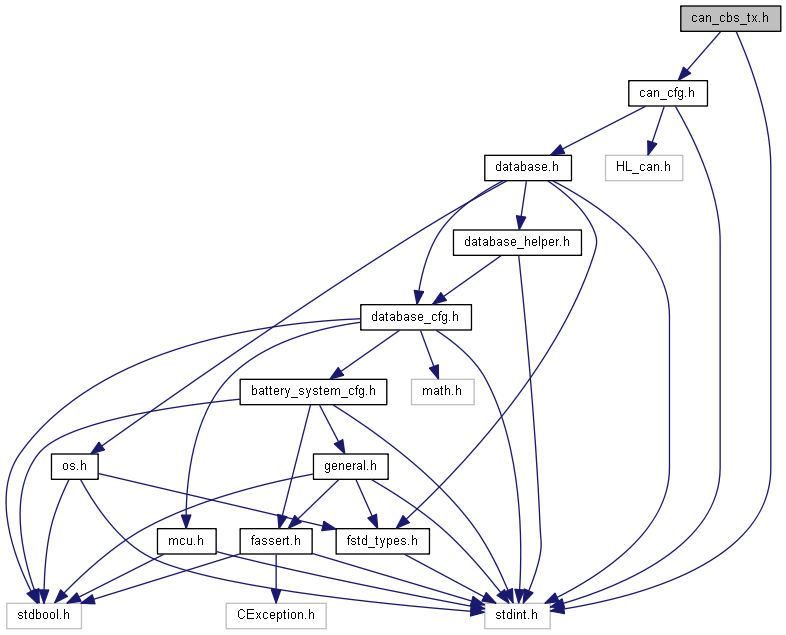 can_cbs_tx.h
can_cfg.h
database.h
HL_can.h
database_helper.h
database_cfg.h
battery_system_cfg.h
math.h
os.h
general.h
mcu.h
fassert.h
fstd_types.h
stdbool.h
CException.h
stdint.h